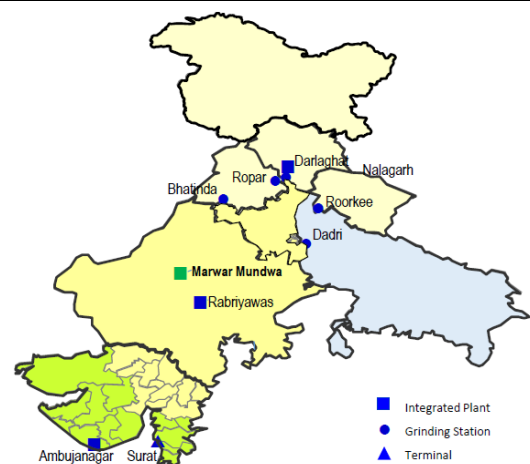 Darlaghat
Nalagarh
Ropar
Bhatinda
Roorkee
Dadri
Marwar Mundwa
Rabriyawas
Integrated Plant
Grinding Station
Ambujanagar
Surat
Terminal